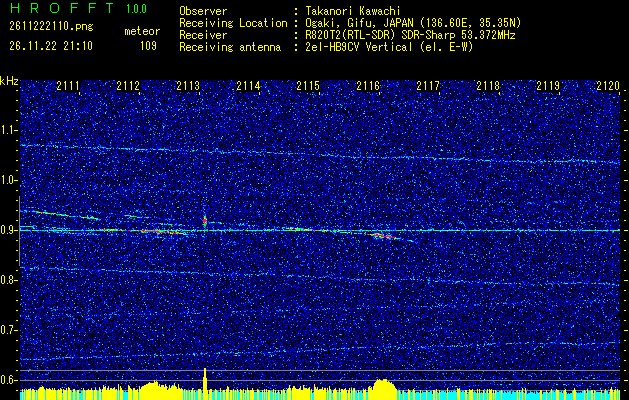 H R O F F T 1.0.0
2611222110.png
26.11.22 21:10
meteor
109
Observer : Takanori Kawachi
Receiving Location : Ogaki, Gifu, JAPAN (136.60E, 35.35N)
Receiver : R820T2(RTL-SDR) SDR-Sharp 53.372MHz
Receiving antenna : 2el-HB9CV Vertical (el. E-W)
kHz
2111 2112 2113 2114 2115 2116 2117 2118 2119 2120
1.1
1.0
0.9
0.8
0.7
0.6